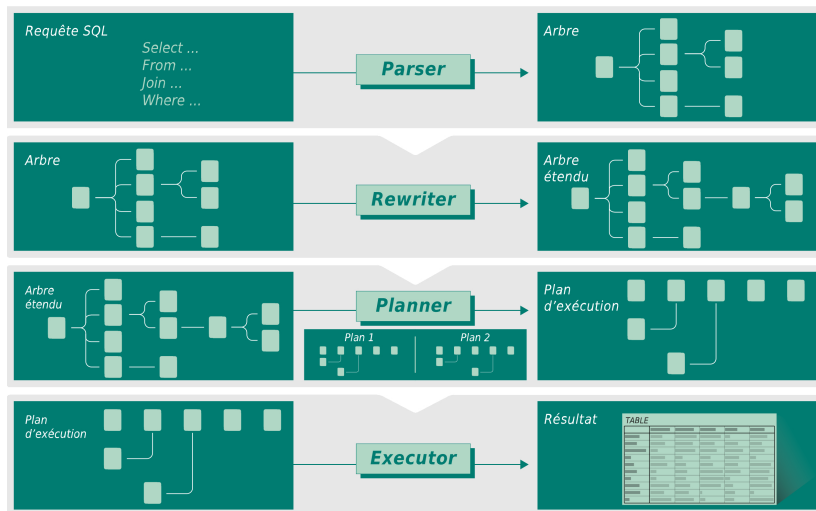 Requête SQL
Select ...
From ...
Join ...
Where ...
Parser
Arbre
Arbre
Rewriter
Arbre
étendu
Arbre
étendu
Planner
Plan 1
Plan 2
Plan
d'exécution
Plan
d'exécution
Executor
Résultat
TABLE